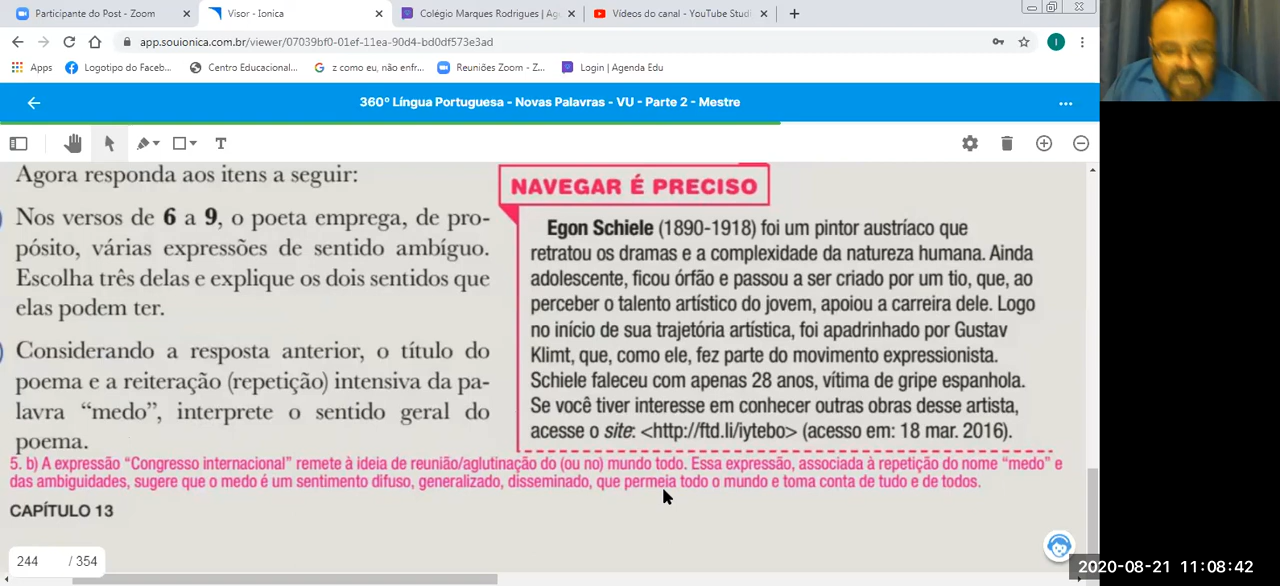 Participante do Post - Zoom
Visor - Ionica
Colégio Marques Rodrigues | Ag
Vídeos do canal - YouTube Studi
app.souionica.com.br/viewer/07039bf0-01ef-11ea-90d4-bd0df573e3ad
I
Apps
Logotipo do Faceb...
Centro Educacional...
z como eu, não enfr...
Reuniões Zoom - Z...
Login | Agenda Edu
360º Língua Portuguesa - Novas Palavras - VU - Parte 2 - Mestre
T
Agora responda aos itens a seguir:
Nos versos de 6 a 9, o poeta emprega, de pro-
pósito, várias expressões de sentido ambíguo.
Escolha três delas e explique os dois sentidos que
elas podem ter.
Considerando a resposta anterior, o título do
poema e a reiteração (repetição) intensiva da pa-
lavra “medo”, interprete o sentido geral do
poema.
NAVEGAR É PRECISO
Egon Schiele (1890-1918) foi um pintor austríaco que
retratou os dramas e a complexidade da natureza humana. Ainda
adolescente, ficou órfão e passou a ser criado por um tio, que, ao
perceber o talento artístico do jovem, apoiou a carreira dele. Logo
no início de sua trajetória artística, foi apadrinhado por Gustav
Klimt, que, como ele, fez parte do movimento expressionista.
Schiele faleceu com apenas 28 anos, vítima de gripe espanhola.
Se você tiver interesse em conhecer outras obras desse artista,
acesse o site: <http://ftd.li/iytebo> (acesso em: 18 mar. 2016).
5. b) A expressão “Congresso internacional” remete à ideia de reunião/aglutinação do (ou no) mundo todo. Essa expressão, associada à repetição do nome “medo” e
das ambiguidades, sugere que o medo é um sentimento difuso, generalizado, disseminado, que permeia todo o mundo e toma conta de tudo e de todos.
CAPÍTULO 13
244 / 354
2020-08-21 11:08:42